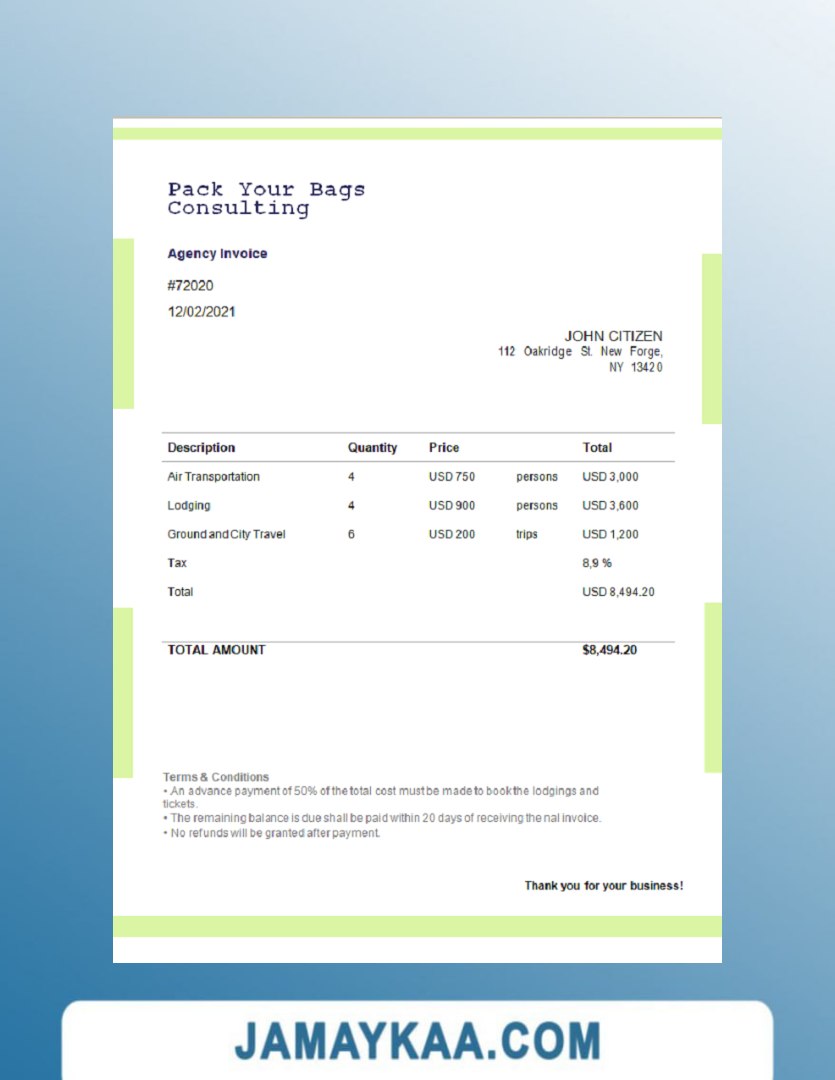 Pack Your Bags
Consulting
Agency Invoice
#72020
12/02/2021
JOHN CITIZEN
112 Oakridge St. New Forge,
NY 13420
Description Quantity Price Total
Air Transportation 4 USD 750 persons USD 3,000
Lodging 4 USD 900 persons USD 3,600
Ground and City Travel 6 USD 200 trips USD 1,200
Tax 8,9 %
Total USD 8,494.20
TOTAL AMOUNT $8,494.20
Terms & Conditions
• An advance payment of 50% of the total cost must be made to book the lodgings and
tickets.
• The remaining balance is due shall be paid within 20 days of receiving the nal invoice.
• No refunds will be granted after payment.
Thank you for your business!
JAMAYKAA.COM